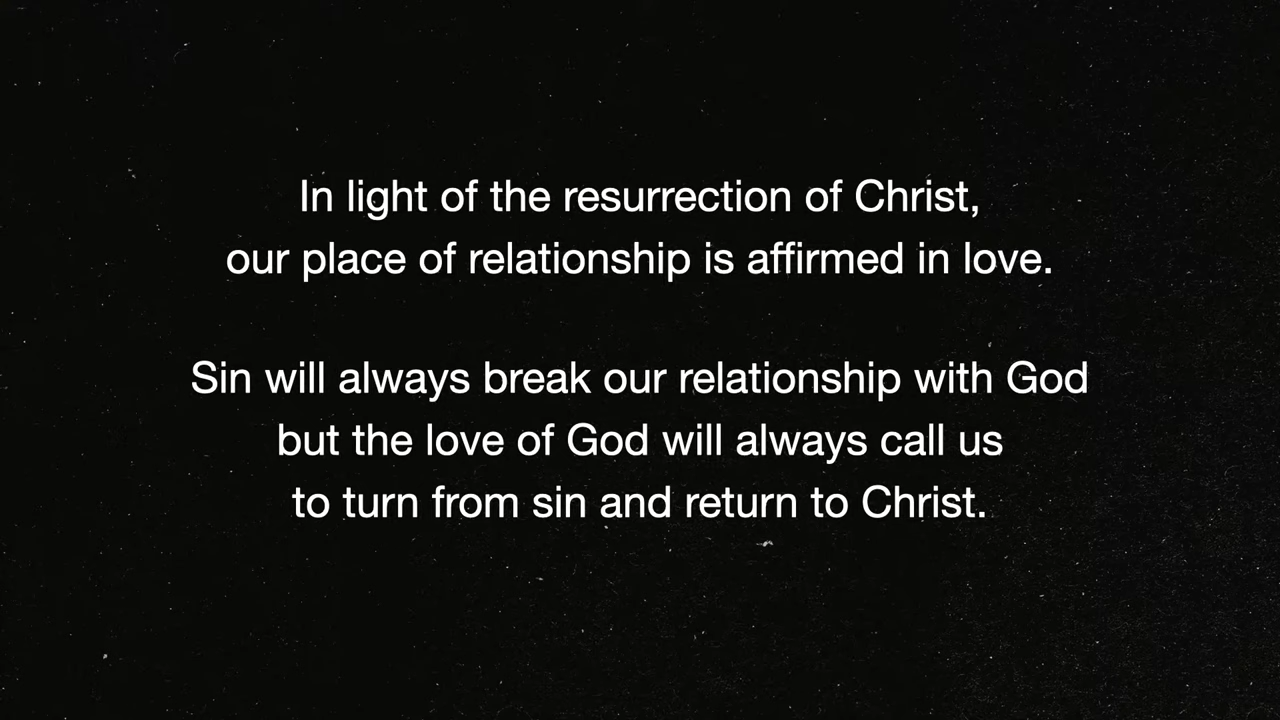 In light of the resurrection of Christ,
our place of relationship is affirmed in love.
Sin will always break our relationship with God
but the love of God will always call us
to turn from sin and return to Christ.